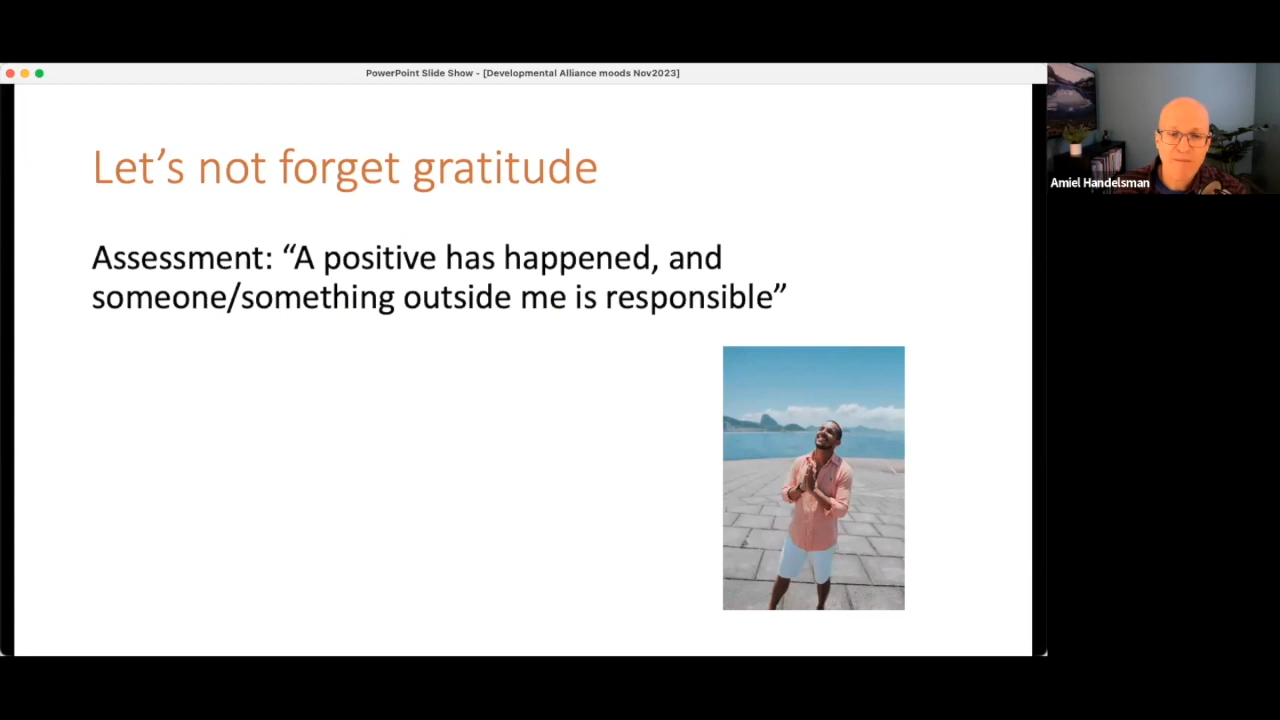 PowerPoint Slide Show - [Developmental Alliance moods Nov2023]
Let’s not forget gratitude
Assessment: “A positive has happened, and
someone/something outside me is responsible”
Amiel Handelsman